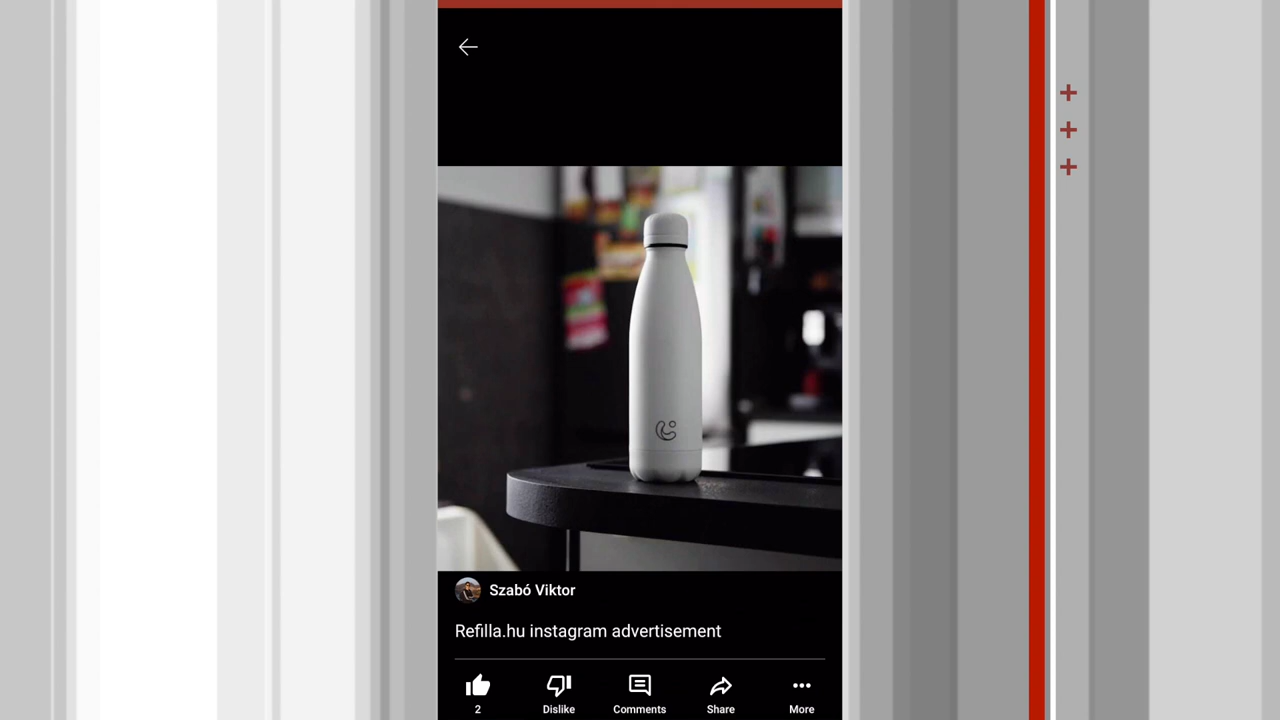 Szabó Viktor
Refilla.hu instagram advertisement
2
Dislike
Comments
Share
More